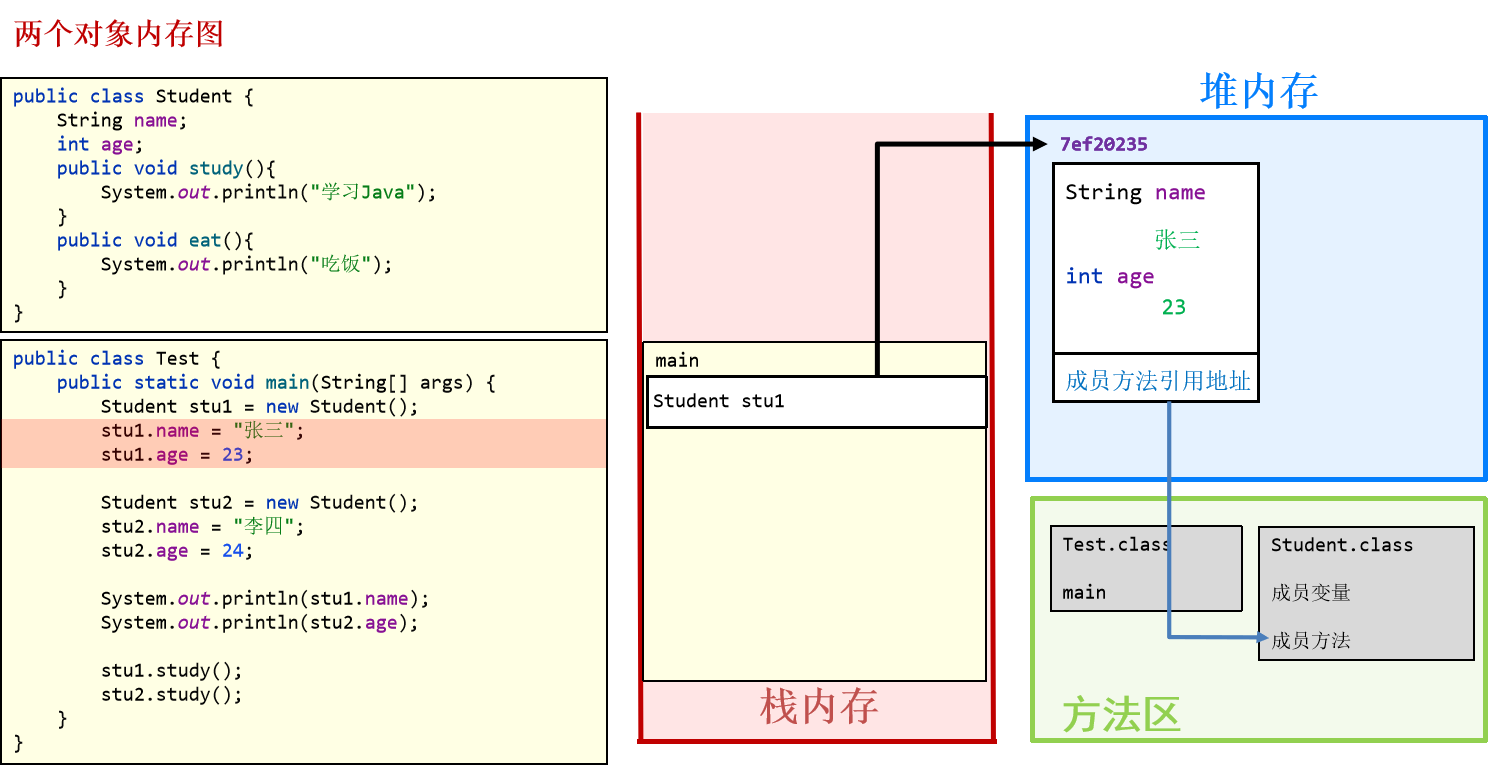 两个对象内存图
public class Student {
    String name;
    int age;
    public void study(){
        System.out.println("学习Java");
    }
    public void eat(){
        System.out.println("吃饭");
    }
}
public class Test {
    public static void main(String[] args) {
        Student stu1 = new Student();
        stu1.name = "张三";
        stu1.age = 23;
        Student stu2 = new Student();
        stu2.name = "李四";
        stu2.age = 24;
        System.out.println(stu1.name);
        System.out.println(stu2.age);
        stu1.study();
        stu2.study();
    }
}
main
Student stu1
栈内存
堆内存
7ef20235
String name
张三
int age
23
成员方法引用地址
Test.class
main
Student.class
成员变量
成员方法
方法区